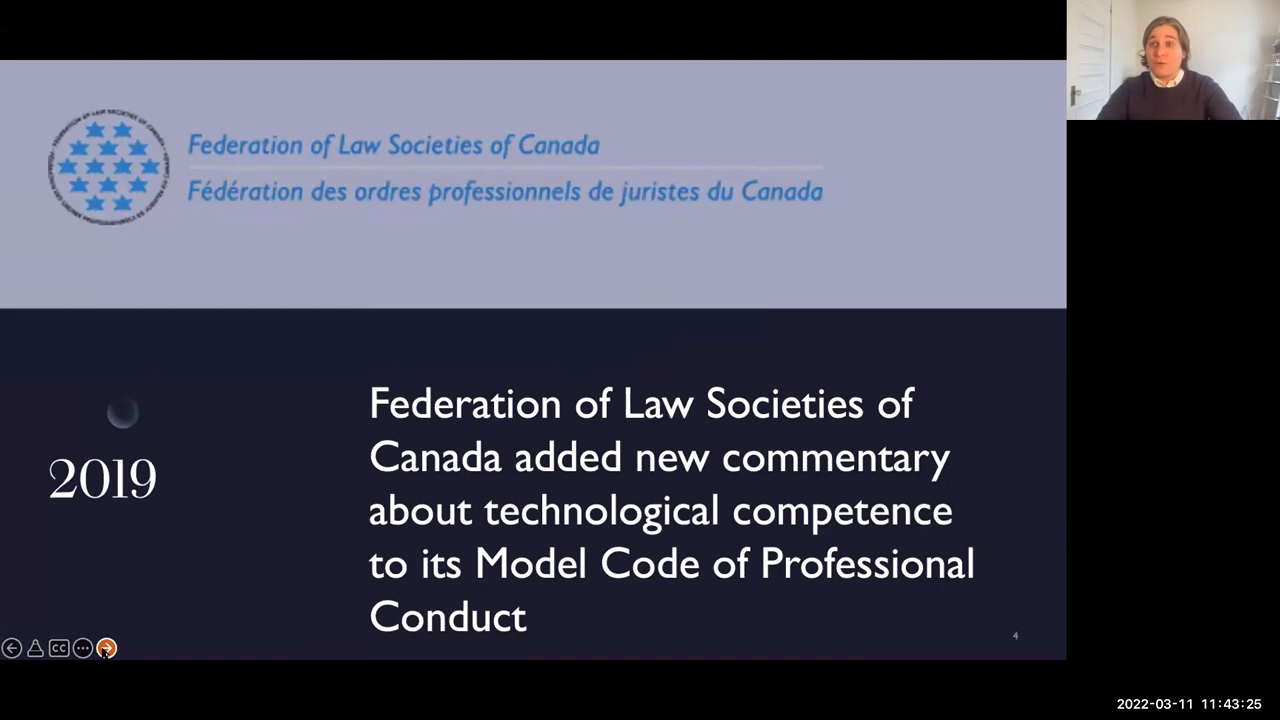 Federation of Law Societies of Canada
Fédération des ordres professionnels de juristes du Canada
2019
Federation of Law Societies of
Canada added new commentary
about technological competence
to its Model Code of Professional
Conduct
4
CC
2022-03-11 11:43:25